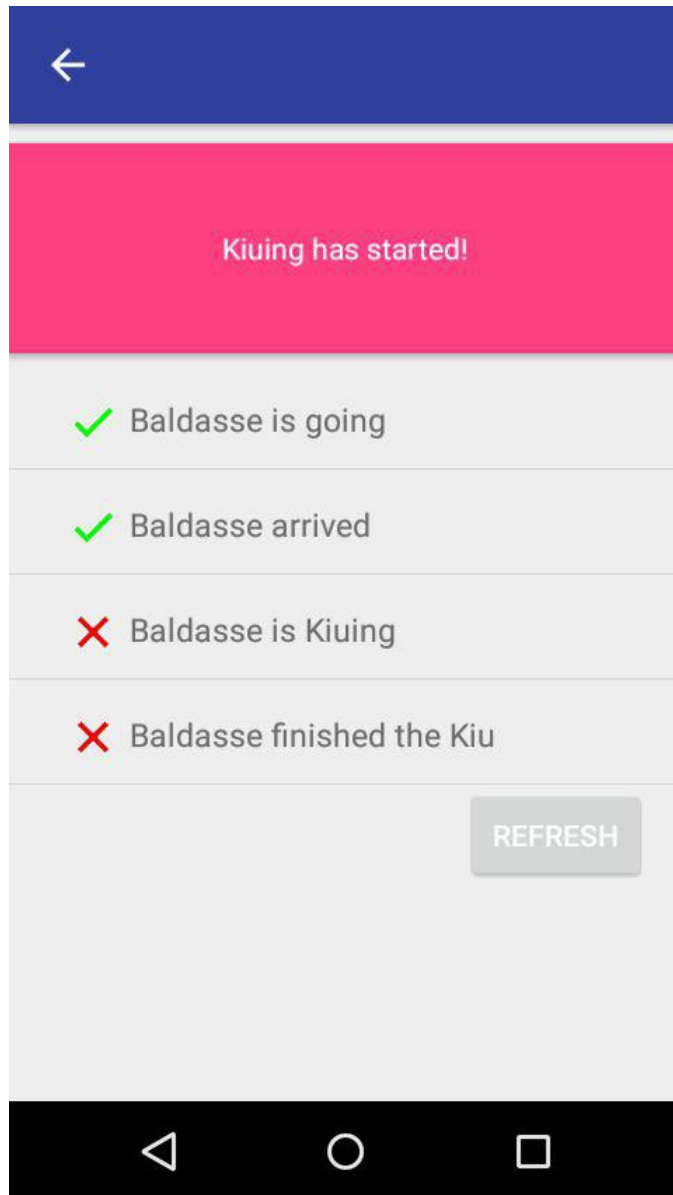 Kiuing has started!
Baldasse is going
Baldasse arrived
Baldasse is Kiuing
Baldasse finished the Kiu
REFRESH